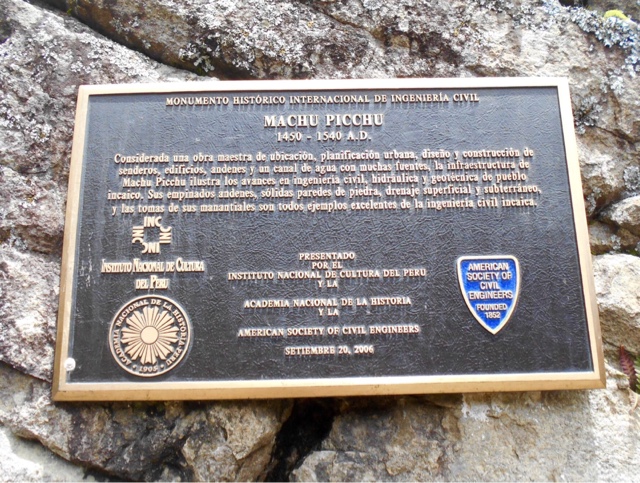 MONUMENTO HISTÓRICO INTERNACIONAL DE INGENIERÍA CIVIL
MACHU PICCHU
1450 - 1540 A.D.
Considerada una obra maestra de ubicación, planificación urbana, diseño y construcción de
senderos, edificios, andenes y un canal de agua con muchas fuentes, la infraestructura de
Machu Picchu ilustra los avances en ingeniería civil, hidráulica y geotécnica de pueblo
incaico. Sus empinados andenes, sólidas paredes de piedra, drenaje superficial y subterráneo,
y las tomas de sus manantiales son todos ejemplos excelentes de la ingeniería civil incaica.
INC
INC
INSTITUTO NACIONAL DE CULTURA
DEL PERU
ACADEMIA NACIONAL DE LA HISTORIA PERU
1905
PRESENTADO
POR EL
INSTITUTO NACIONAL DE CULTURA DEL PERU
Y LA
ACADEMIA NACIONAL DE LA HISTORIA
Y LA
AMERICAN SOCIETY OF CIVIL ENGINEERS
SETIEMBRE 20, 2006
AMERICAN
SOCIETY OF
CIVIL
ENGINEERS
FOUNDED
1852